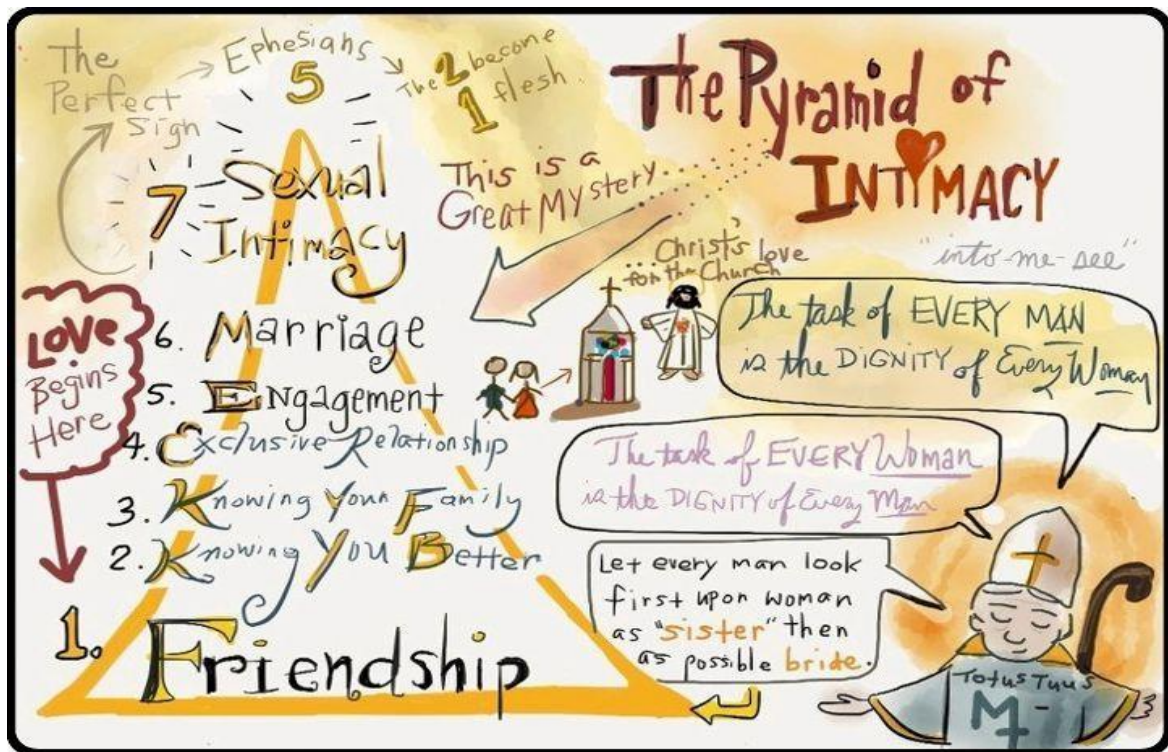 The Pyramid of
INTIMACY
"into-me-see"
The
Perfect
Sign
Ephesians
5
The 2 become
1 flesh.
This is a
Great Mystery...
...Christ's love
for the Church
7
Sexual
Intimacy
6. Marriage
5. Engagement
4. Exclusive Relationship
3. Knowing Your Family
2. Knowing You Better
1. Friendship
LOVE
Begins
Here
The task of EVERY MAN
is the DIGNITY of Every Woman
The task of EVERY Woman
is the DIGNITY of Every Man
Let every man look
first upon woman
as "sister" then
as possible bride.
Totus Tuus
M